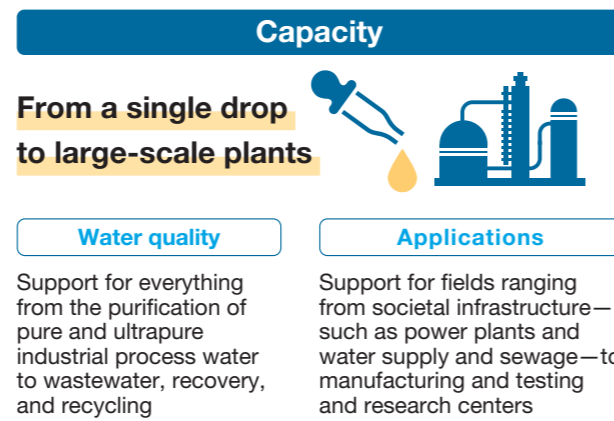 Capacity
From a single drop
to large-scale plants
Water quality
Support for everything
from the purification of
pure and ultrapure
industrial process water
to wastewater, recovery,
and recycling
Applications
Support for fields ranging
from societal infrastructure—
such as power plants and
water supply and sewage—to
manufacturing and testing
and research centers